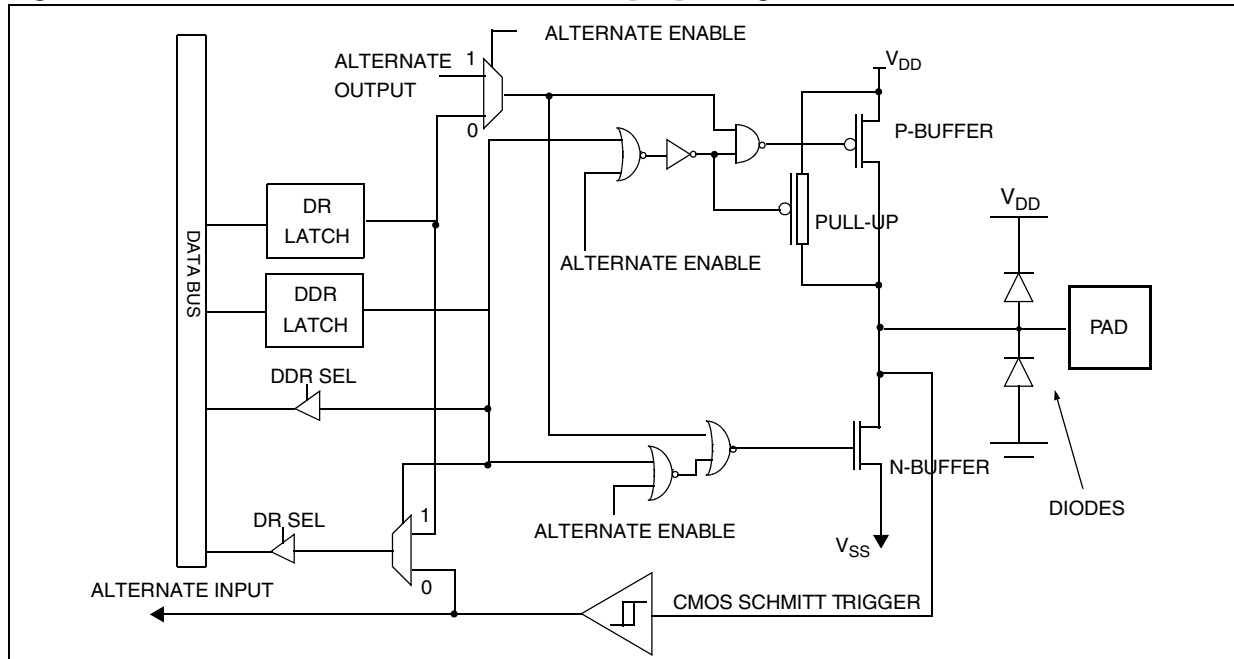 ALTERNATE ENABLE
ALTERNATE
OUTPUT
1
0
VDD
P-BUFFER
PULL-UP
VDD
DR
LATCH
DATA BUS
DDR
LATCH
ALTERNATE ENABLE
PAD
DDR SEL
N-BUFFER
DIODES
ALTERNATE ENABLE
DR SEL
1
0
VSS
ALTERNATE INPUT
CMOS SCHMITT TRIGGER